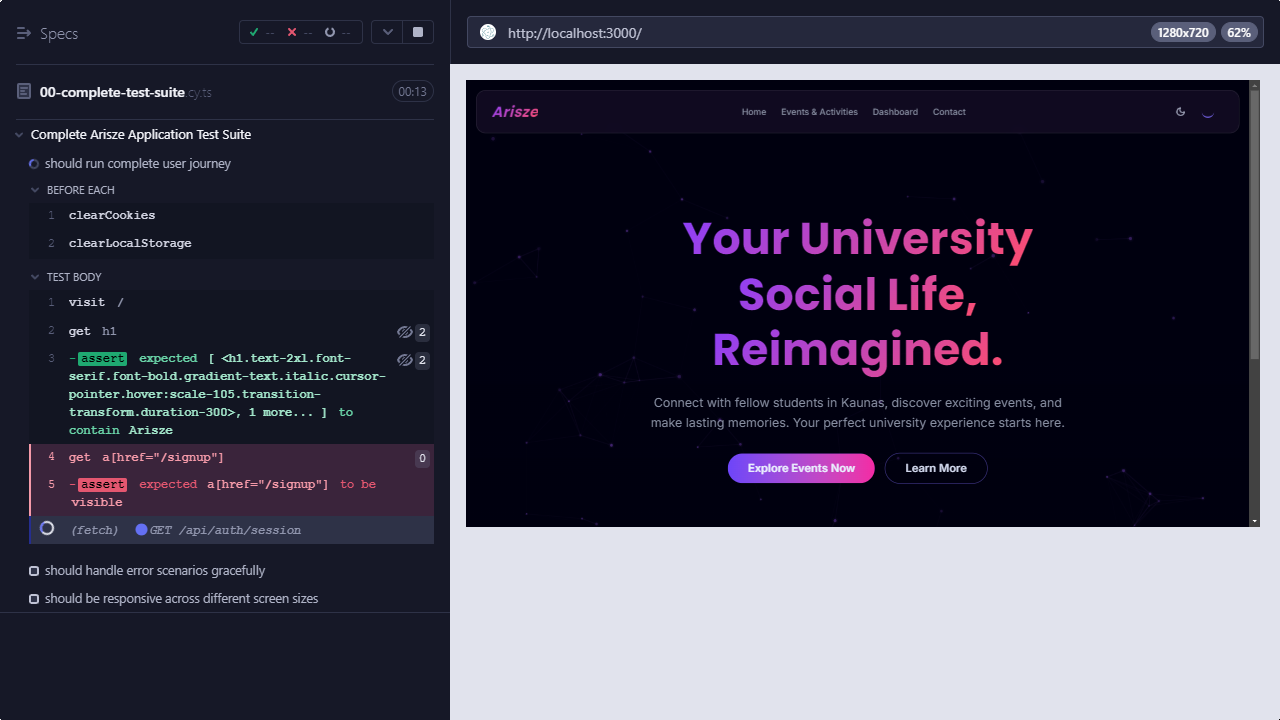 Specs
-- -- --
00-complete-test-suite.cy.ts
00:13
Complete Arisze Application Test Suite
should run complete user journey
BEFORE EACH
1 clearCookies
2 clearLocalStorage
TEST BODY
1 visit /
2 get h1 2
3 -assert expected [ <h1.text-2xl.font- 2
serif.font-bold.gradient-text.italic.cursor-
pointer.hover:scale-105.transition-
transform.duration-300>, 1 more... ] to
contain Arisze
4 get a[href="/signup"] 0
5 -assert expected a[href="/signup"] to be
visible
(fetch) GET /api/auth/session
should handle error scenarios gracefully
should be responsive across different screen sizes
http://localhost:3000/
1280x720 62%
Arisze
Home Events & Activities Dashboard Contact
Your University
Social Life,
Reimagined.
Connect with fellow students in Kaunas, discover exciting events, and
make lasting memories. Your perfect university experience starts here.
Explore Events Now Learn More